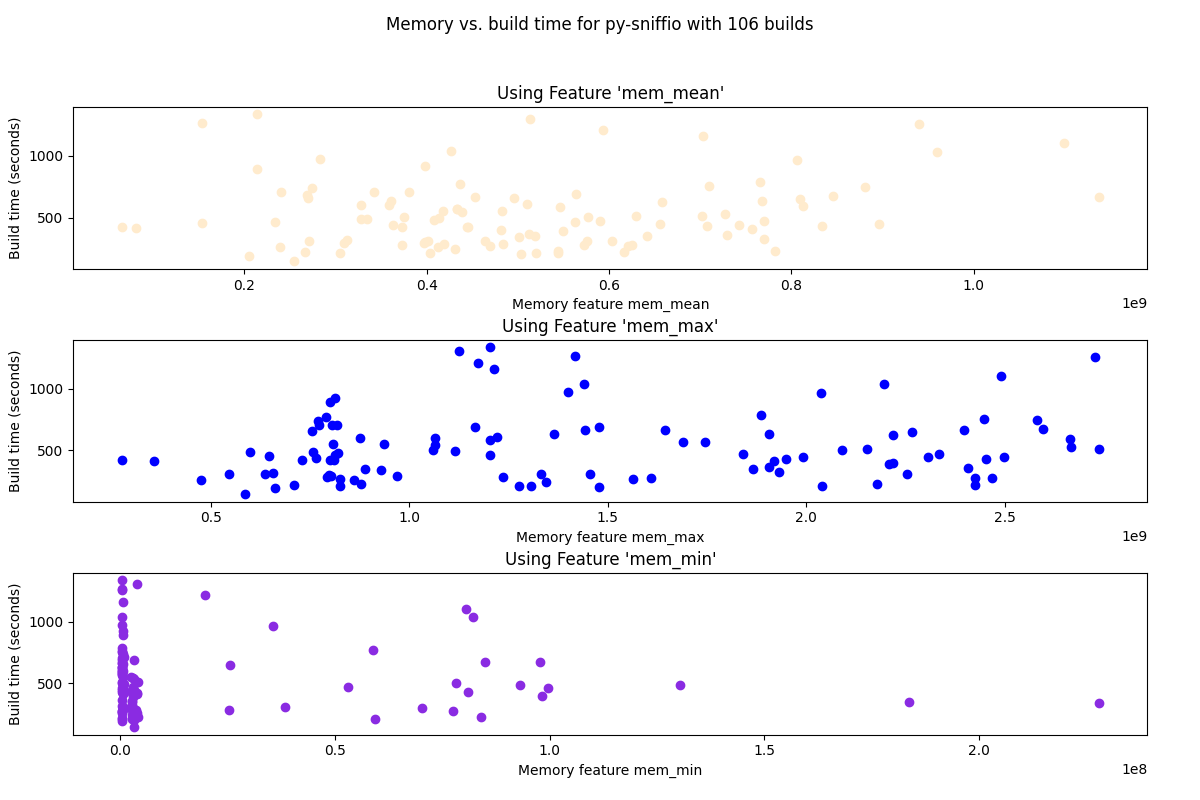 Memory vs. build time for py-sniffio with 106 builds
Using Feature 'mem_mean'
Build time (seconds)
1000
500
0.2 0.4 0.6 0.8 1.0
1e9
Memory feature mem_mean
Using Feature 'mem_max'
Build time (seconds)
1000
500
0.5 1.0 1.5 2.0 2.5
1e9
Memory feature mem_max
Using Feature 'mem_min'
Build time (seconds)
1000
500
0.0 0.5 1.0 1.5 2.0
1e8
Memory feature mem_min